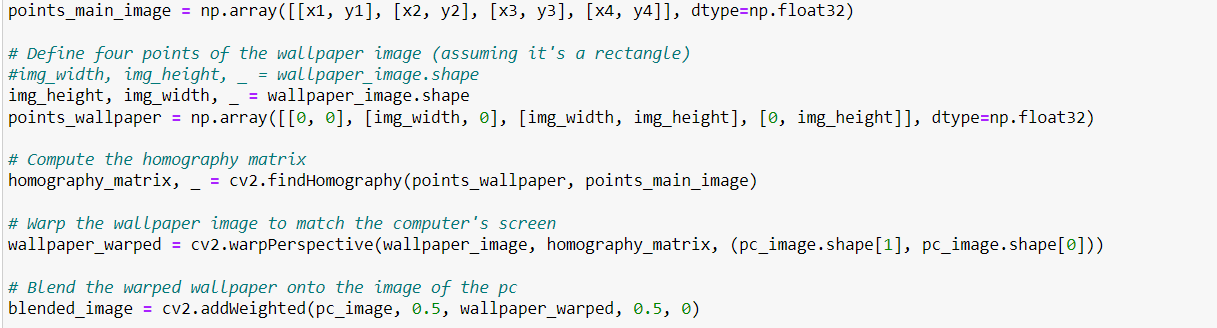 points_main_image = np.array([[x1, y1], [x2, y2], [x3, y3], [x4, y4]], dtype=np.float32)
# Define four points of the wallpaper image (assuming it's a rectangle)
#img_width, img_height, _ = wallpaper_image.shape
img_height, img_width, _ = wallpaper_image.shape
points_wallpaper = np.array([[0, 0], [img_width, 0], [img_width, img_height], [0, img_height]], dtype=np.float32)
# Compute the homography matrix
homography_matrix, _ = cv2.findHomography(points_wallpaper, points_main_image)
# Warp the wallpaper image to match the computer's screen
wallpaper_warped = cv2.warpPerspective(wallpaper_image, homography_matrix, (pc_image.shape[1], pc_image.shape[0]))
# Blend the warped wallpaper onto the image of the pc
blended_image = cv2.addWeighted(pc_image, 0.5, wallpaper_warped, 0.5, 0)